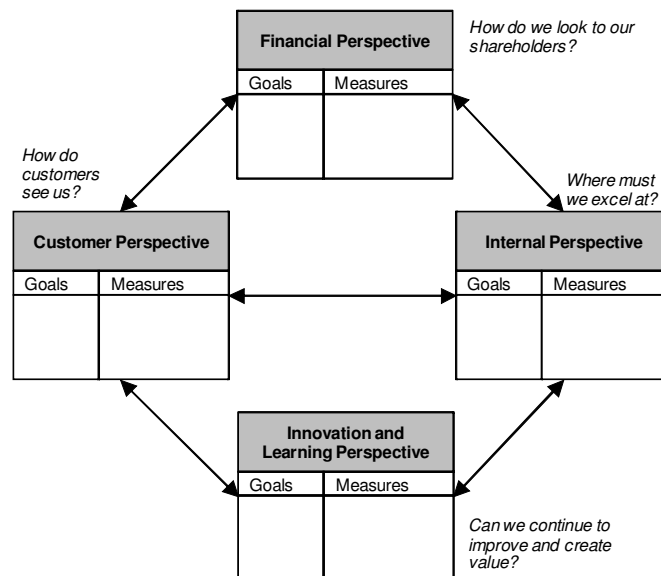 Financial Perspective
How do we look to our
shareholders?
Goals Measures
How do
customers
see us?
Where must
we excel at?
Customer Perspective
Goals Measures
Internal Perspective
Goals Measures
Innovation and
Learning Perspective
Goals Measures
Can we continue to
improve and create
value?